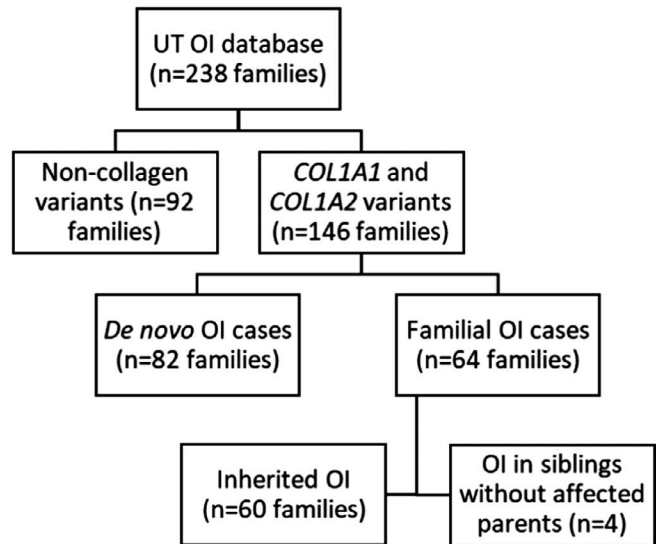 UT OI database
(n=238 families)
Non-collagen
variants (n=92
families)
COL1A1 and
COL1A2 variants
(n=146 families)
De novo OI cases
(n=82 families)
Familial OI cases
(n=64 families)
Inherited OI
(n=60 families)
OI in siblings
without affected
parents (n=4)